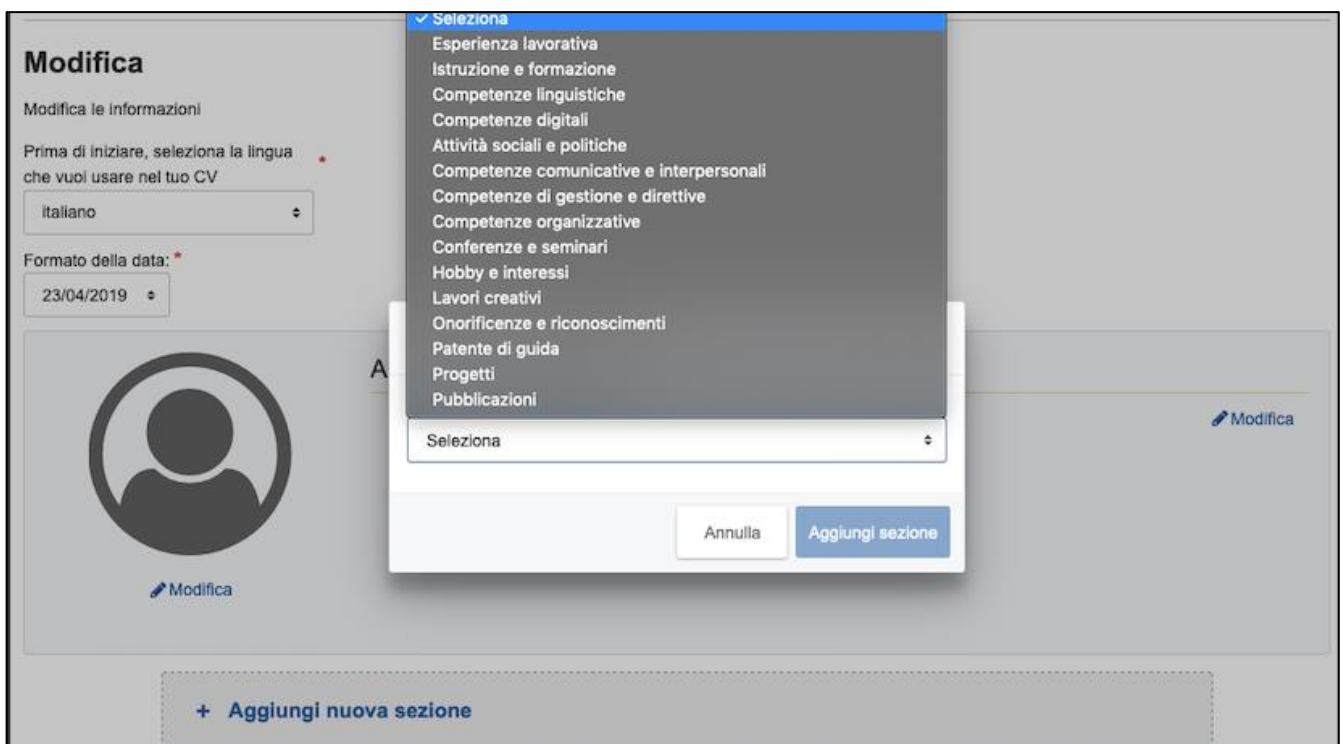 Modifica
Modifica le informazioni
Prima di iniziare, seleziona la lingua *
che vuoi usare nel tuo CV
italiano
Formato della data: *
23/04/2019
✓ Seleziona
Esperienza lavorativa
Istruzione e formazione
Competenze linguistiche
Competenze digitali
Attività sociali e politiche
Competenze comunicative e interpersonali
Competenze di gestione e direttive
Competenze organizzative
Conferenze e seminari
Hobby e interessi
Lavori creativi
Onorificenze e riconoscimenti
Patente di guida
Progetti
Pubblicazioni
A
Modifica
Seleziona
Annulla
Aggiungi sezione
Modifica
+ Aggiungi nuova sezione